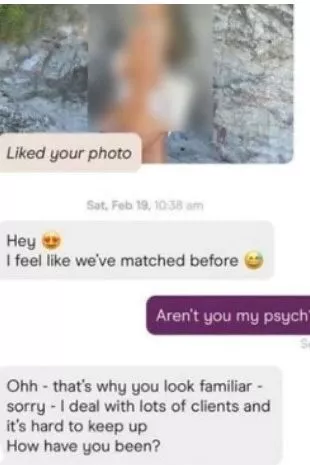 Liked your photo
Sat, Feb 19, 10:38 am
Hey 😍
I feel like we've matched before 😅
Aren't you my psych?
Ohh - that's why you look familiar -
sorry - I deal with lots of clients and
it's hard to keep up
How have you been?